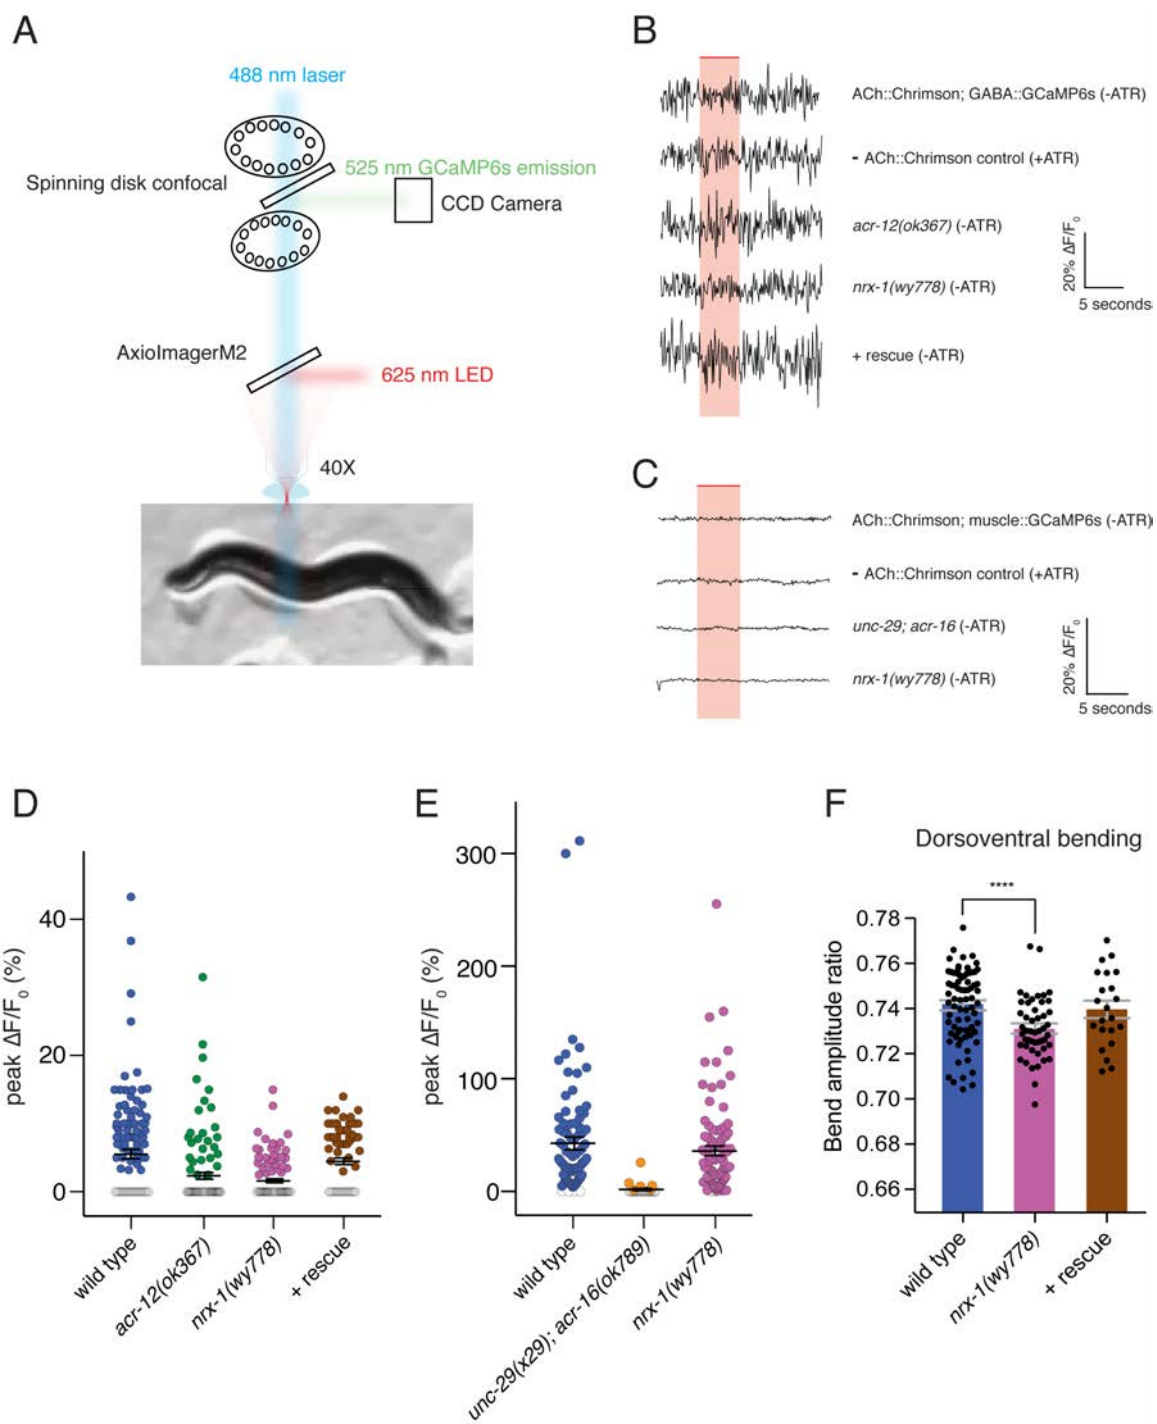 A
488 nm laser
525 nm GCaMP6s emission
Spinning disk confocal
CCD Camera
AxioImagerM2
625 nm LED
40X
B
ACh::Chrimson; GABA::GCaMP6s (-ATR)
- ACh::Chrimson control (+ATR)
acr-12(ok367) (-ATR)
nrx-1(wy778) (-ATR)
+ rescue (-ATR)
20% ΔF/F0
5 seconds
C
ACh::Chrimson; muscle::GCaMP6s (-ATR)
- ACh::Chrimson control (+ATR)
unc-29; acr-16 (-ATR)
nrx-1(wy778) (-ATR)
20% ΔF/F0
5 seconds
D
peak ΔF/F0 (%)
40
20
0
wild type
acr-12(ok367)
nrx-1(wy778)
+ rescue
E
peak ΔF/F0 (%)
300
200
100
0
wild type
unc-29(x29); acr-16(ok789)
nrx-1(wy778)
F
Dorsoventral bending
****
Bend amplitude ratio
0.78
0.76
0.74
0.72
0.70
0.68
0.66
wild type
nrx-1(wy778)
+ rescue